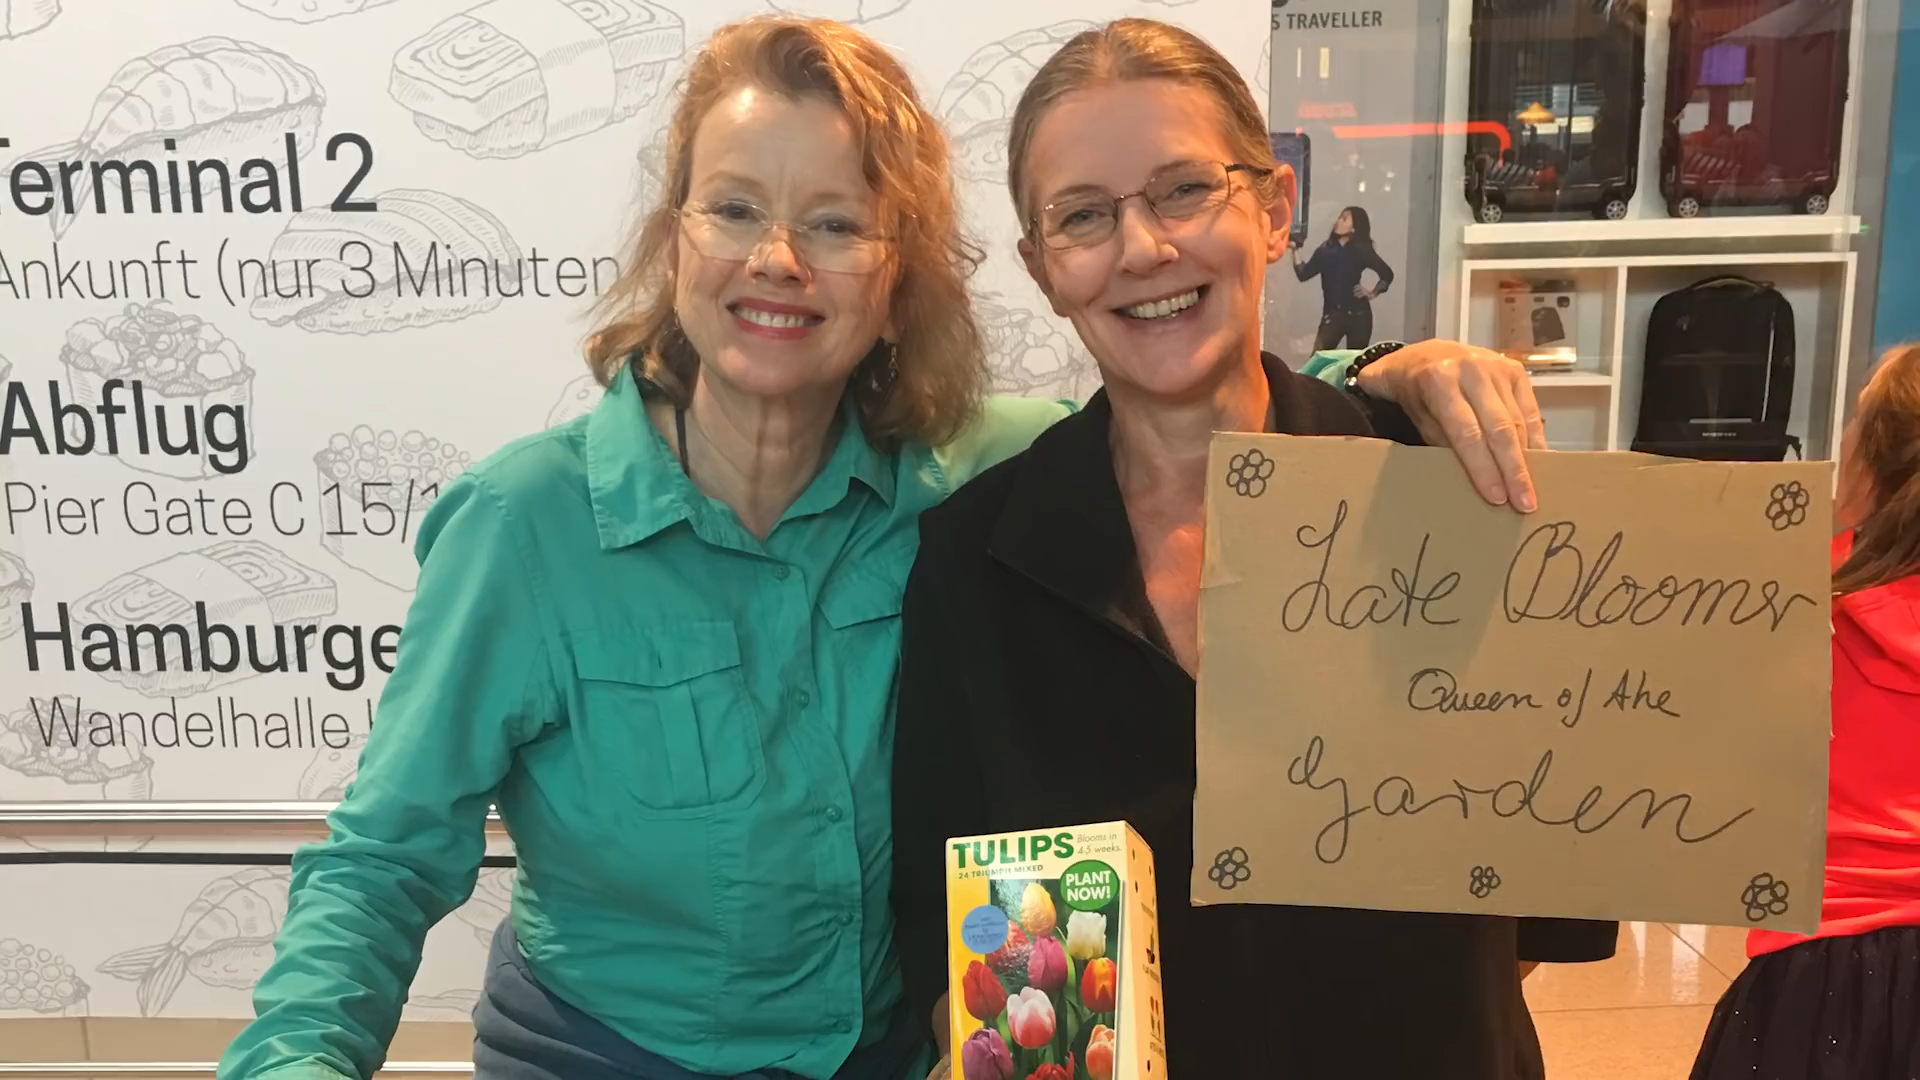 Terminal 2
Ankunft (nur 3 Minuten
Abflug
Pier Gate C 15/1
Hamburge
Wandelhalle
S TRAVELLER
Late Bloomer
Queen of the
Garden
TULIPS
Blooms in
4-5 weeks.
24 TRIUMPH MIXED
PLANT
NOW!